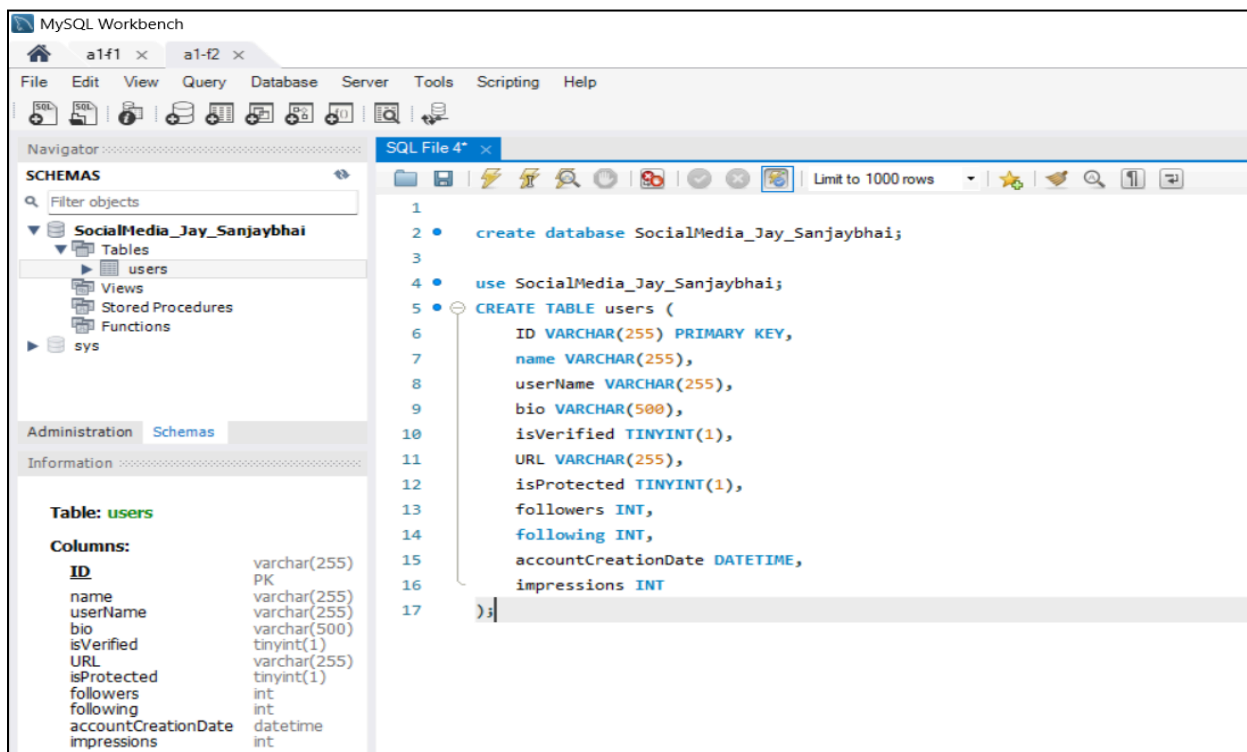 MySQL Workbench
a1-f1 × a1-f2 ×
File Edit View Query Database Server Tools Scripting Help
Navigator
SQL File 4* ×
SCHEMAS
Limit to 1000 rows
Filter objects
SocialMedia_Jay_Sanjaybhai
Tables
users
Views
Stored Procedures
Functions
sys
Administration Schemas
Information
Table: users
Columns:
ID varchar(255) PK
name varchar(255)
userName varchar(255)
bio varchar(500)
isVerified tinyint(1)
URL varchar(255)
isProtected tinyint(1)
followers int
following int
accountCreationDate datetime
impressions int
1
2 create database SocialMedia_Jay_Sanjaybhai;
3
4 use SocialMedia_Jay_Sanjaybhai;
5 CREATE TABLE users (
6 ID VARCHAR(255) PRIMARY KEY,
7 name VARCHAR(255),
8 userName VARCHAR(255),
9 bio VARCHAR(500),
10 isVerified TINYINT(1),
11 URL VARCHAR(255),
12 isProtected TINYINT(1),
13 followers INT,
14 following INT,
15 accountCreationDate DATETIME,
16 impressions INT
17 );